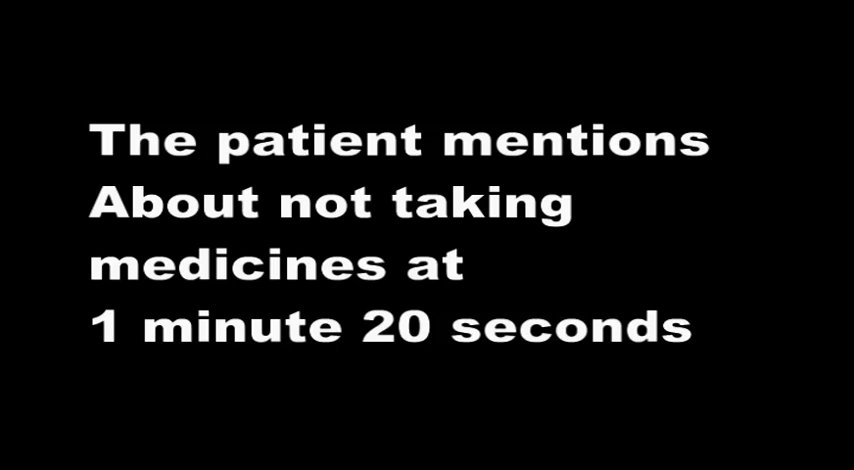 The patient mentions
About not taking
medicines at
1 minute 20 seconds